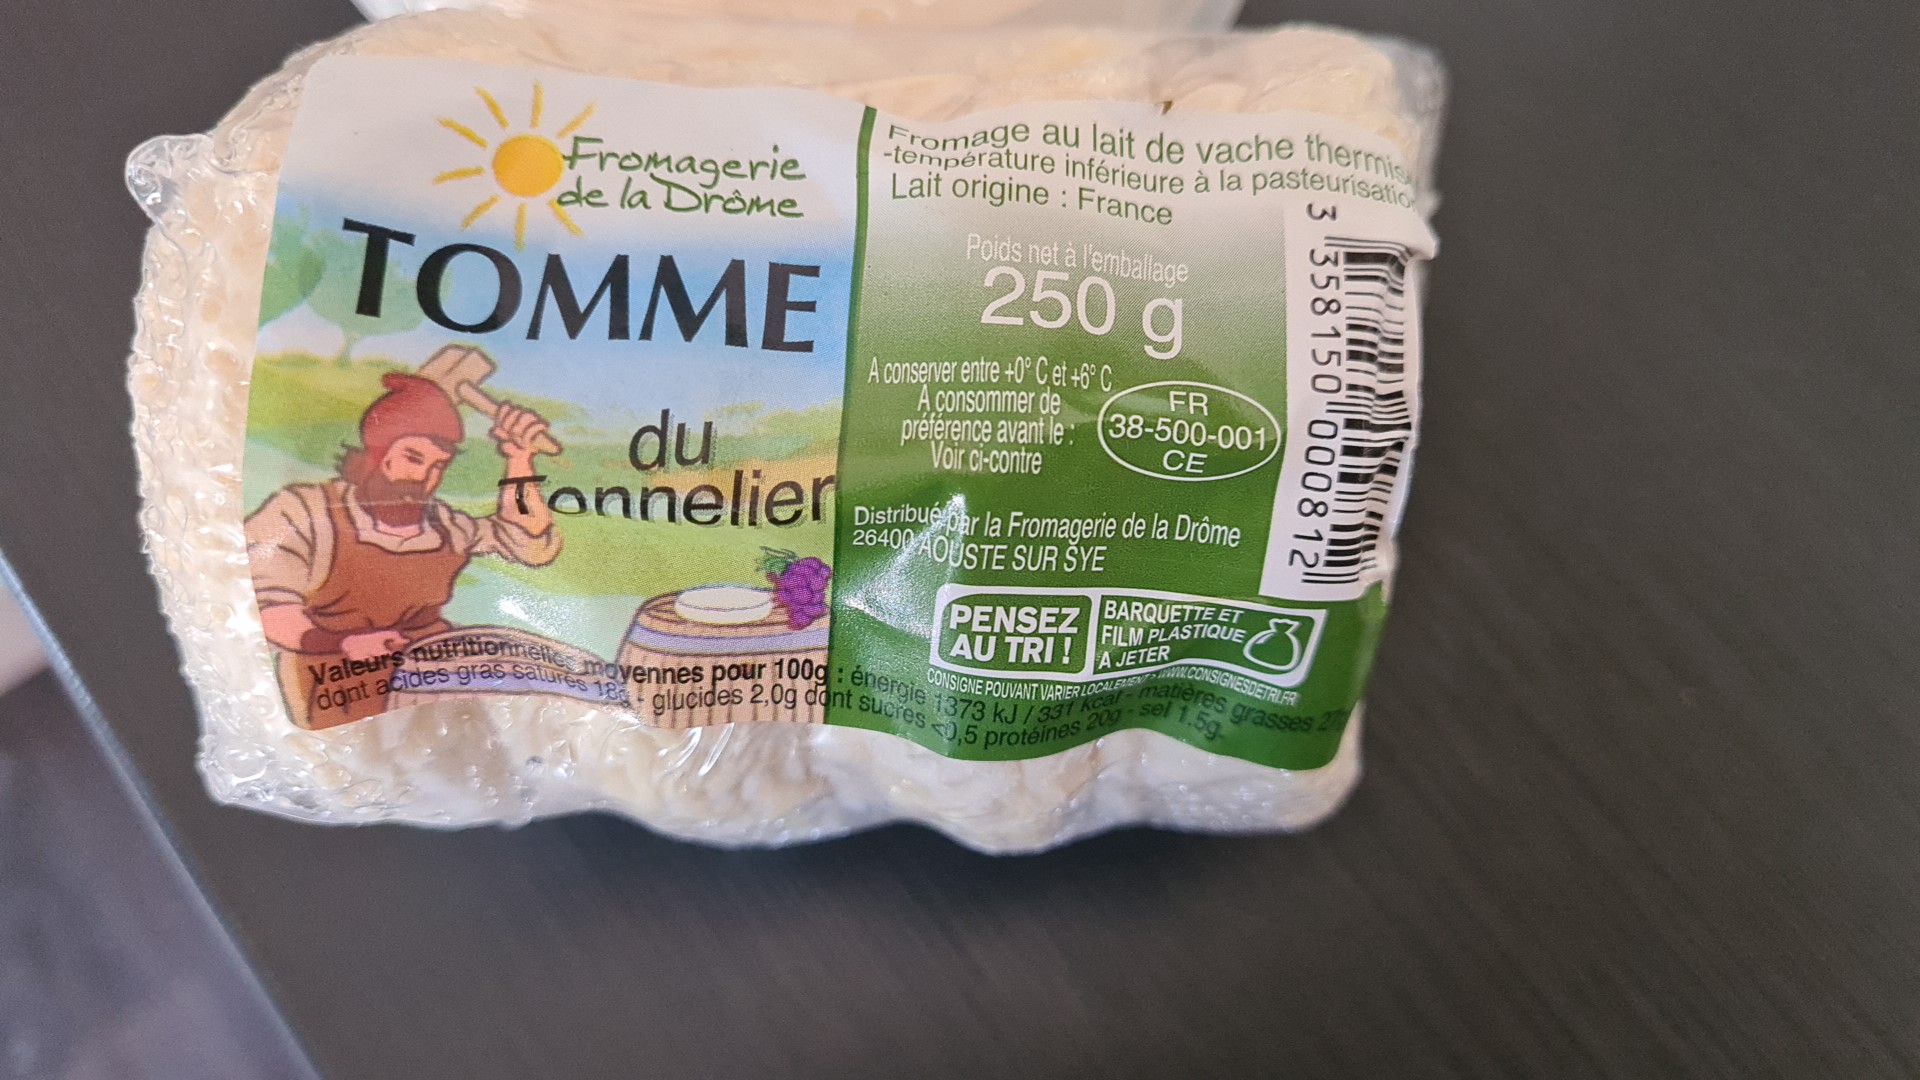 Fromagerie
de la Drôme
TOMME
du
Tonnelier
Fromage au lait de vache
-température inférieure à la
Lait origine : France
Poids net à l'emballage
250 g
A conserver entre +0° C et +6° C
A consommer de
préférence avant le :
Voir ci-contre
FR
38-500-001
CE
Distribué par la Fromagerie de la Drôme
26400 AOUSTE SUR SYE
PENSEZ
AU TRI !
BARQUETTE ET
FILM PLASTIQUE
À JETER
CONSIGNE POUVANT VARIER LOCALEMENT > WWW.CONSIGNESDETRI.FR
Valeurs nutritionnelles moyennes pour 100g : énergie 1373 kJ / 331 kcal - matières grasses
dont acides gras saturés 18g - glucides 2,0g dont sucres <0,5 protéines 20g - sel 1.5g-
3 358150 000812